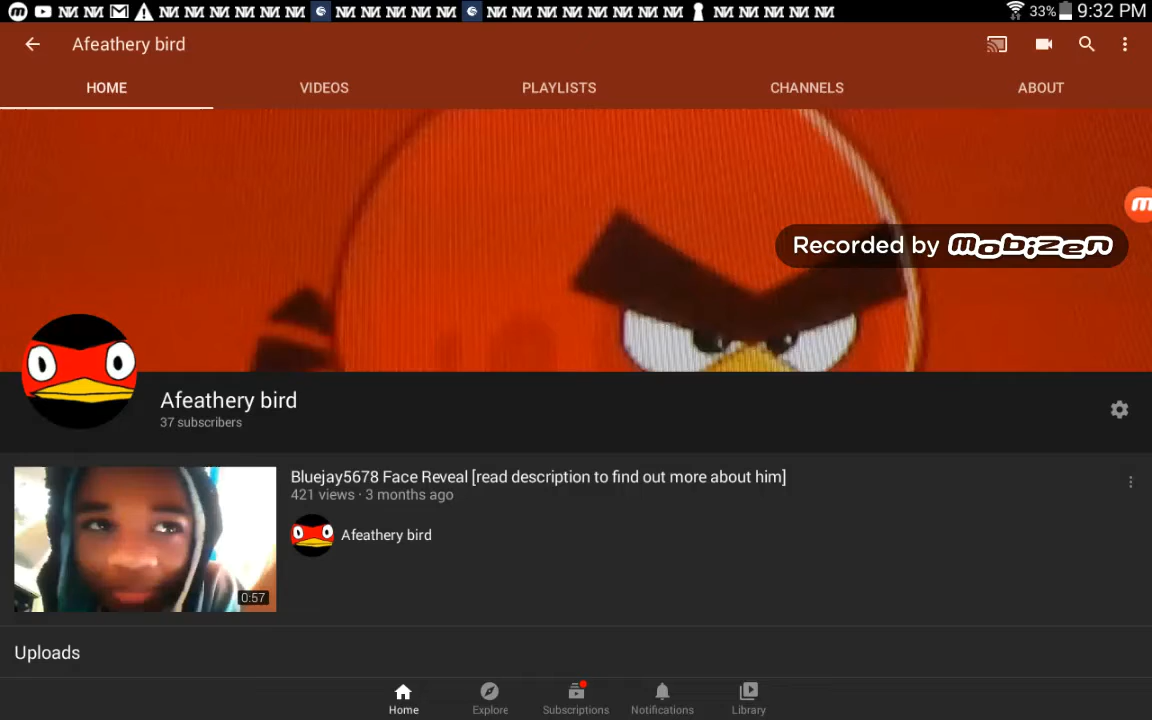 33% 9:32 PM
Afeathery bird
HOME VIDEOS PLAYLISTS CHANNELS ABOUT
Recorded by mobizen
Afeathery bird
37 subscribers
Bluejay5678 Face Reveal [read description to find out more about him]
421 views · 3 months ago
Afeathery bird
0:57
Uploads
Home Explore Subscriptions Notifications Library